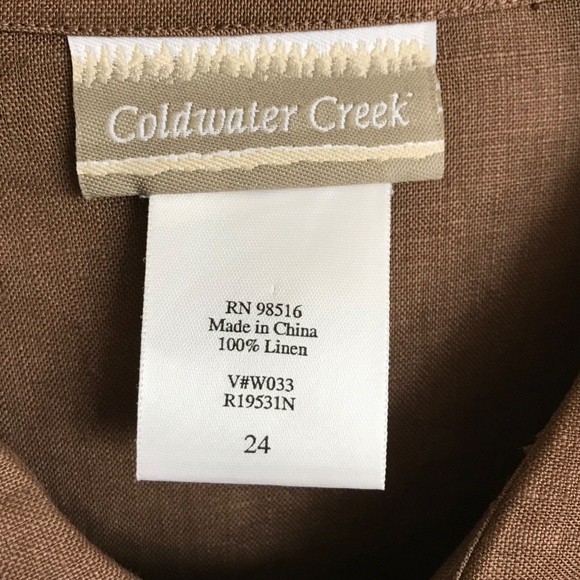 Coldwater Creek
RN 98516
Made in China
100% Linen
V#W033
R19531N
24